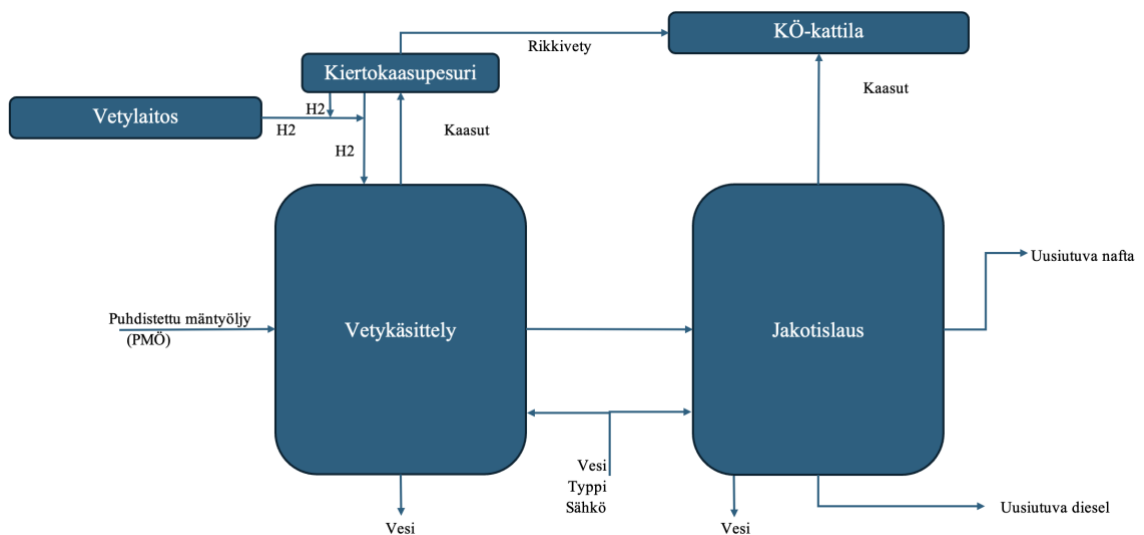 KÖ-kattila
Rikkivety
Kiertokaasupesuri
Kaasut
Vetylaitos
H2
H2
Kaasut
H2
Uusiutuva nafta
Puhdistettu mäntyöljy
(PMÖ)
Vetykäsittely
Jakotislaus
Vesi
Typpi
Sähkö
Uusiutuva diesel
Vesi
Vesi